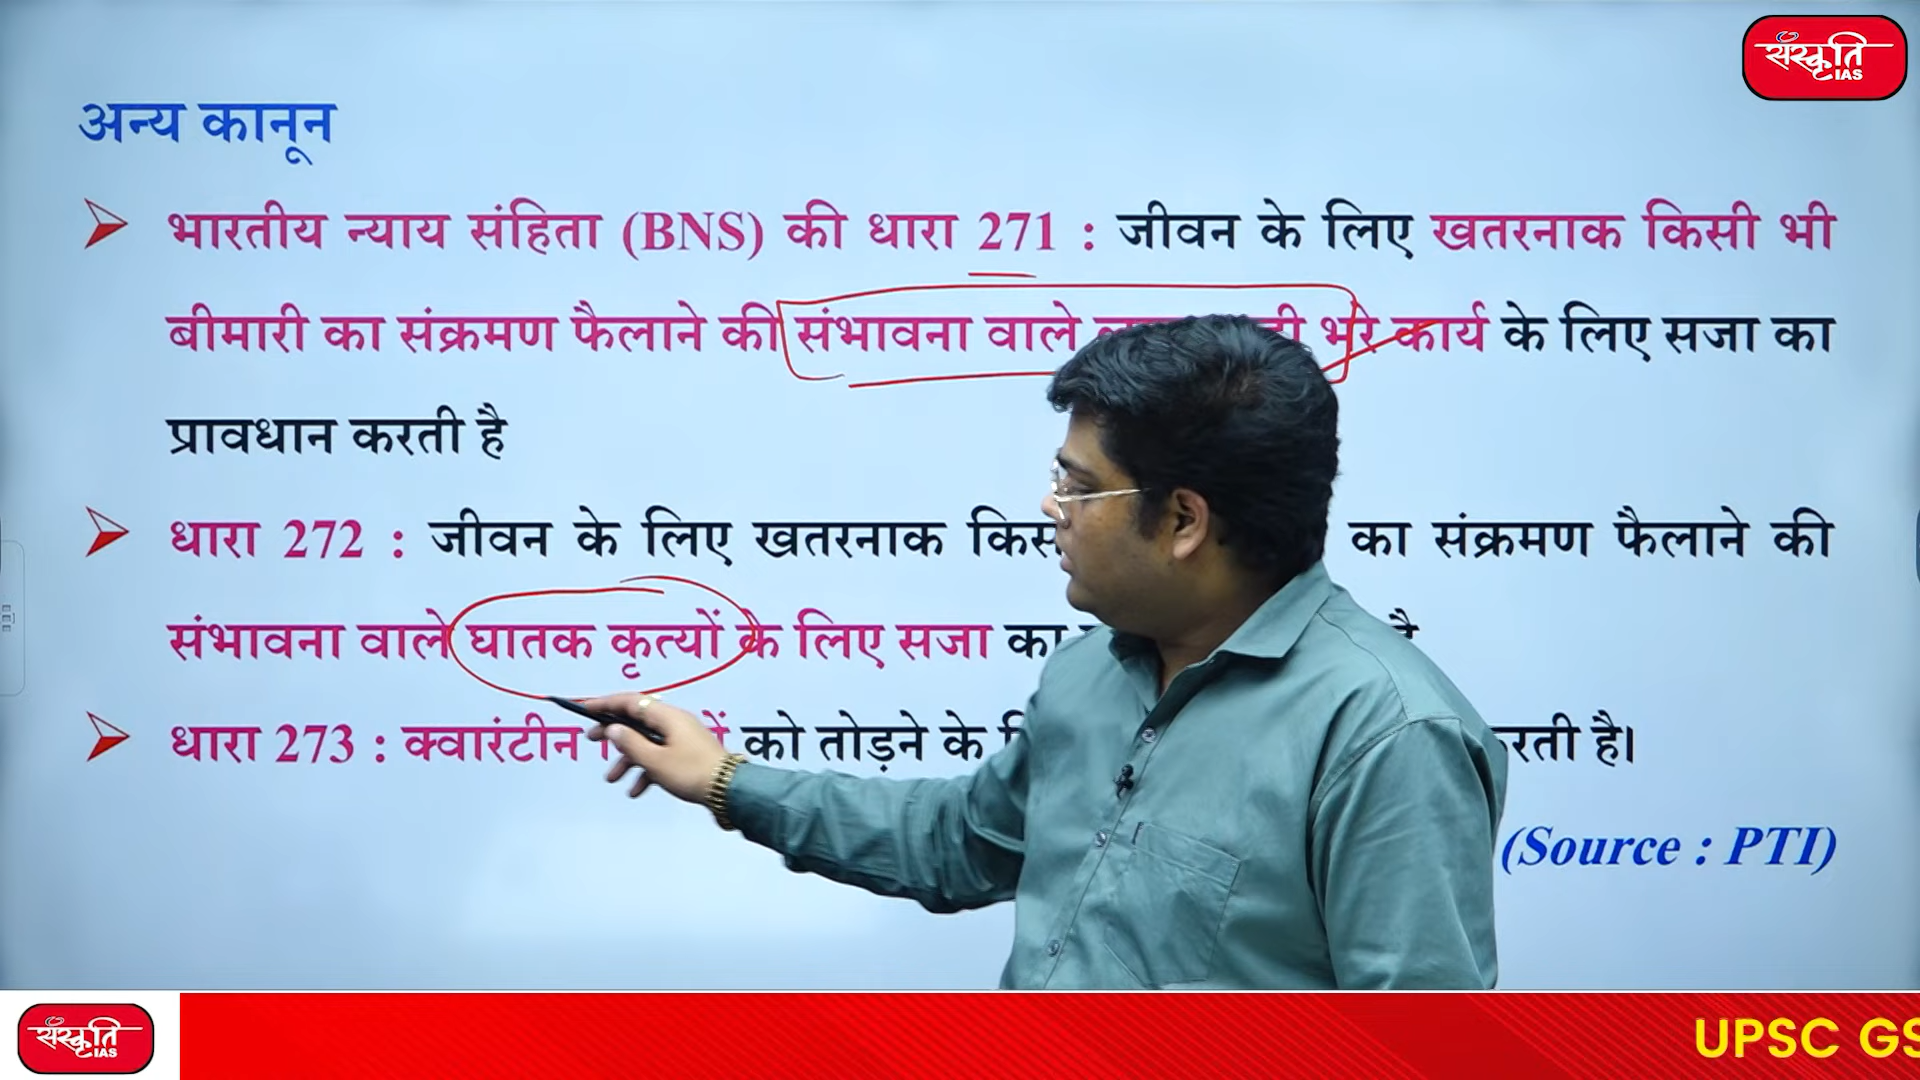 संस्कृति
IAS
अन्य कानून
भारतीय न्याय संहिता (BNS) की धारा 271 : जीवन के लिए खतरनाक किसी भी
बीमारी का संक्रमण फैलाने की संभावना वाले भरे कार्य के लिए सजा का
प्रावधान करती है
धारा 272 : जीवन के लिए खतरनाक का संक्रमण फैलाने की
संभावना वाले घातक कृत्यों के लिए सजा का है
धारा 273 : क्वारंटीन को तोड़ने के है।
(Source : PTI)
संस्कृति
IAS
UPSC GS